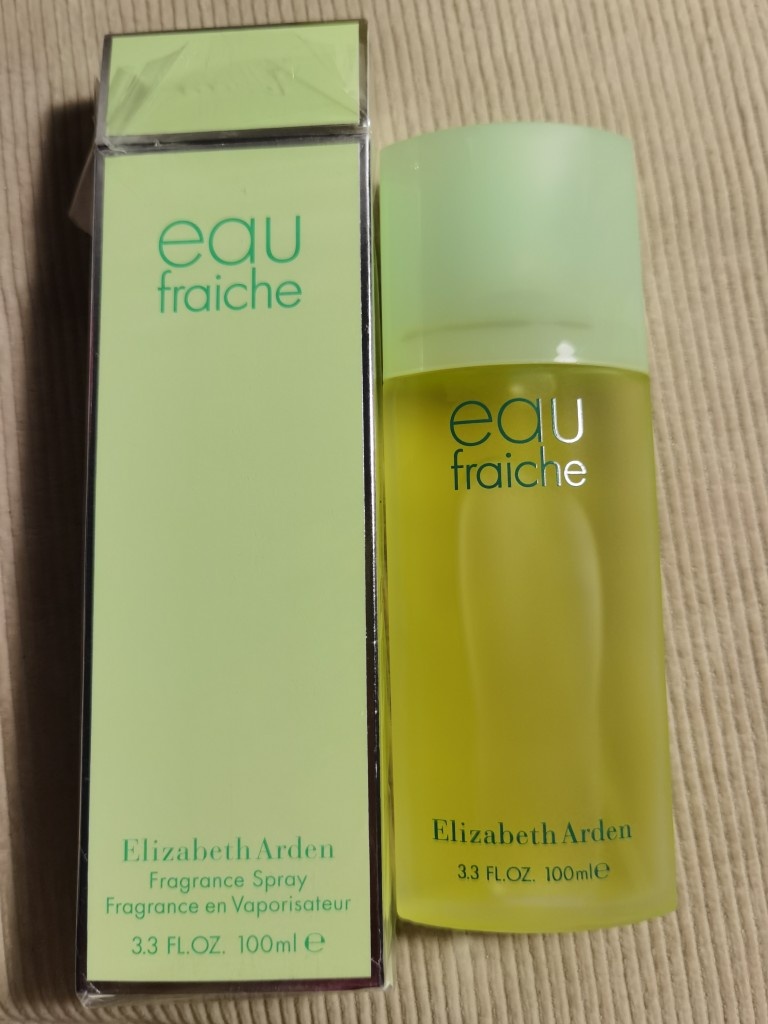 eau
fraiche
Elizabeth Arden
Fragrance Spray
Fragrance en Vaporisateur
3.3 FL.OZ. 100ml ℮
eau
fraiche
Elizabeth Arden
3.3 FL.OZ. 100ml℮